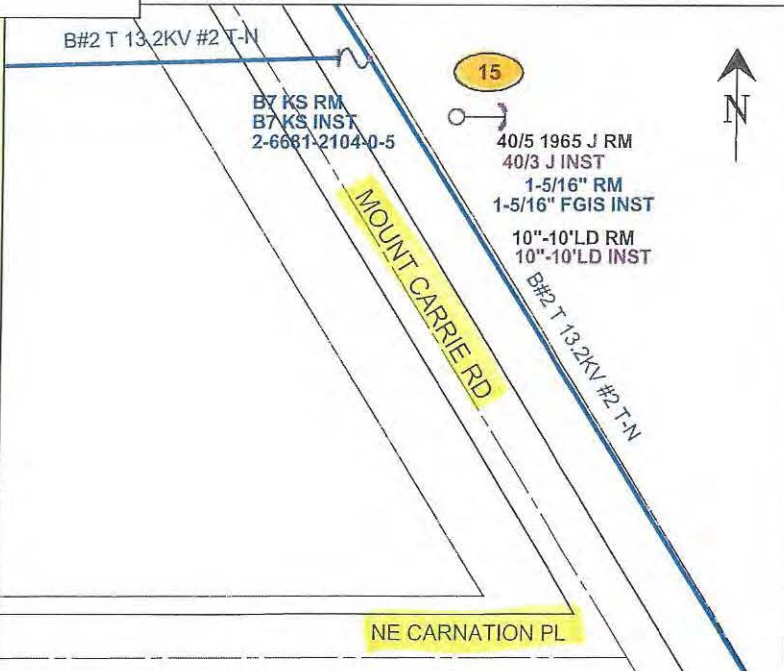 B#2 T 13.2KV #2 T-N
15
N
B7 KS RM
B7 KS INST
2-6681-2104-0-5
40/5 1965 J RM
40/3 J INST
1-5/16" RM
1-5/16" FGIS INST
10"-10'LD RM
10"-10'LD INST
MOUNT CARRIE RD
B#2 T 13.2KV #2 T-N
NE CARNATION PL